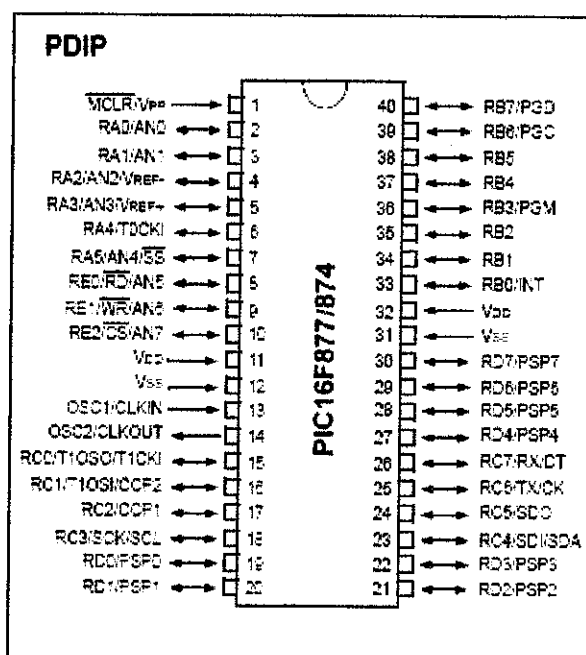 PDIP
MCLR/VPP 1 40 RB7/PGD
RA0/AN0 2 39 RB6/PGC
RA1/AN1 3 38 RB5
RA2/AN2/VREF- 4 37 RB4
RA3/AN3/VREF+ 5 36 RB3/PGM
RA4/T0CKI 6 35 RB2
RA5/AN4/SS 7 34 RB1
RE0/RD/AN5 8 33 RB0/INT
RE1/WR/AN6 9 32 VDD
RE2/CS/AN7 10 31 VSS
VDD 11 30 RD7/PSP7
VSS 12 29 RD6/PSP6
OSC1/CLKIN 13 28 RD5/PSP5
OSC2/CLKOUT 14 27 RD4/PSP4
RC0/T1OSO/T1CKI 15 26 RC7/RX/DT
RC1/T1OSI/CCP2 16 25 RC6/TX/CK
RC2/CCP1 17 24 RC5/SDO
RC3/SCK/SCL 18 23 RC4/SDI/SDA
RD0/PSP0 19 22 RD3/PSP3
RD1/PSP1 20 21 RD2/PSP2
PIC16F877/874